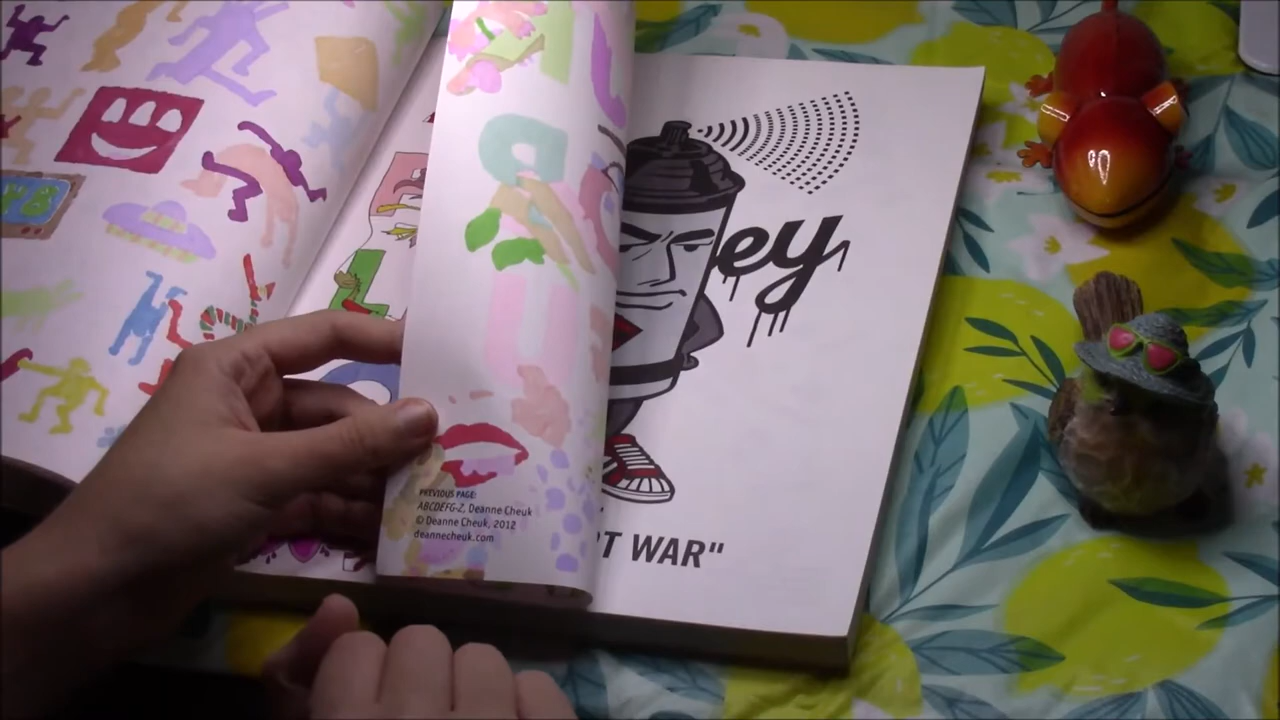 PREVIOUS PAGE:
ABCDEFG-Z, Deanne Cheuk
© Deanne Cheuk, 2012
deannecheuk.com
ey
T WAR"